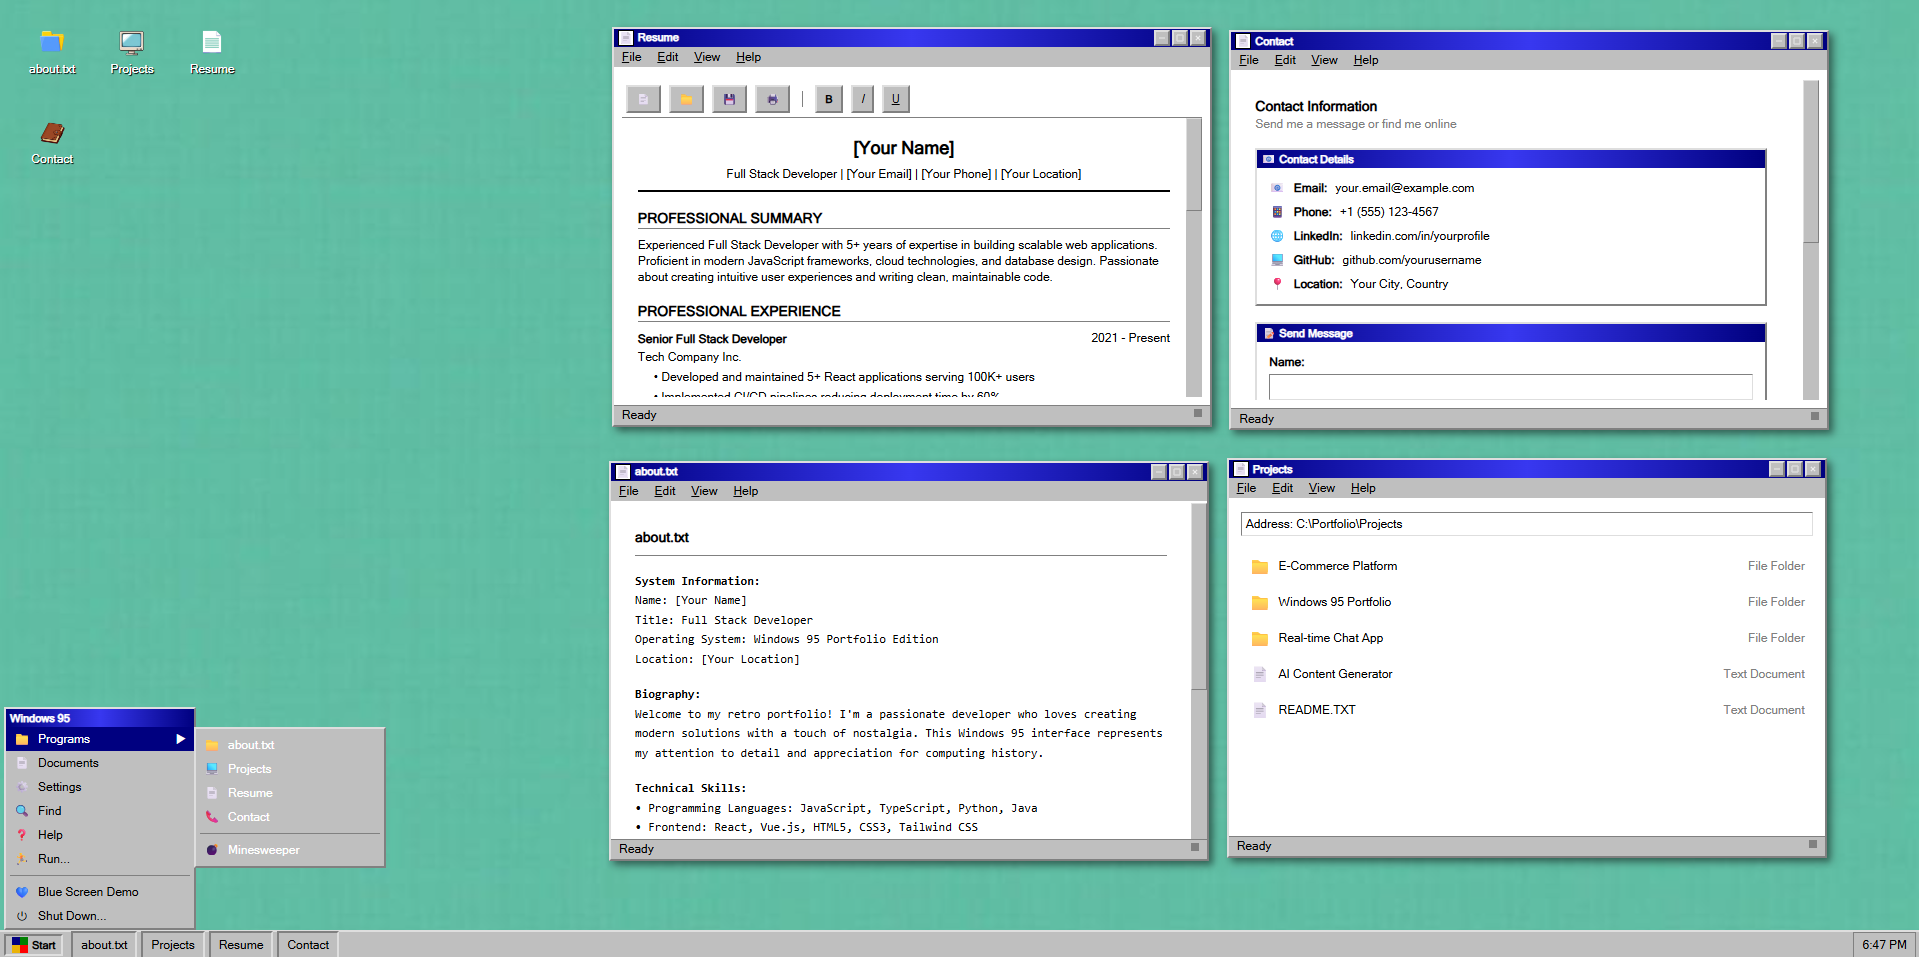 about.txt
Projects
Resume
Contact
Resume
File Edit View Help
B I U
[Your Name]
Full Stack Developer | [Your Email] | [Your Phone] | [Your Location]
PROFESSIONAL SUMMARY
Experienced Full Stack Developer with 5+ years of expertise in building scalable web applications.
Proficient in modern JavaScript frameworks, cloud technologies, and database design. Passionate
about creating intuitive user experiences and writing clean, maintainable code.
PROFESSIONAL EXPERIENCE
Senior Full Stack Developer 2021 - Present
Tech Company Inc.
• Developed and maintained 5+ React applications serving 100K+ users
• Implemented CI/CD pipelines reducing deployment time by 60%
Ready
Contact
File Edit View Help
Contact Information
Send me a message or find me online
Contact Details
Email: your.email@example.com
Phone: +1 (555) 123-4567
LinkedIn: linkedin.com/in/yourprofile
GitHub: github.com/yourusername
Location: Your City, Country
Send Message
Name:
Ready
about.txt
File Edit View Help
about.txt
System Information:
Name: [Your Name]
Title: Full Stack Developer
Operating System: Windows 95 Portfolio Edition
Location: [Your Location]
Biography:
Welcome to my retro portfolio! I'm a passionate developer who loves creating
modern solutions with a touch of nostalgia. This Windows 95 interface represents
my attention to detail and appreciation for computing history.
Technical Skills:
• Programming Languages: JavaScript, TypeScript, Python, Java
• Frontend: React, Vue.js, HTML5, CSS3, Tailwind CSS
Ready
Projects
File Edit View Help
Address: C:\Portfolio\Projects
E-Commerce Platform File Folder
Windows 95 Portfolio File Folder
Real-time Chat App File Folder
AI Content Generator Text Document
README.TXT Text Document
Ready
Windows 95
Programs
Documents
Settings
Find
Help
Run...
Blue Screen Demo
Shut Down...
about.txt
Projects
Resume
Contact
Minesweeper
Start about.txt Projects Resume Contact 6:47 PM